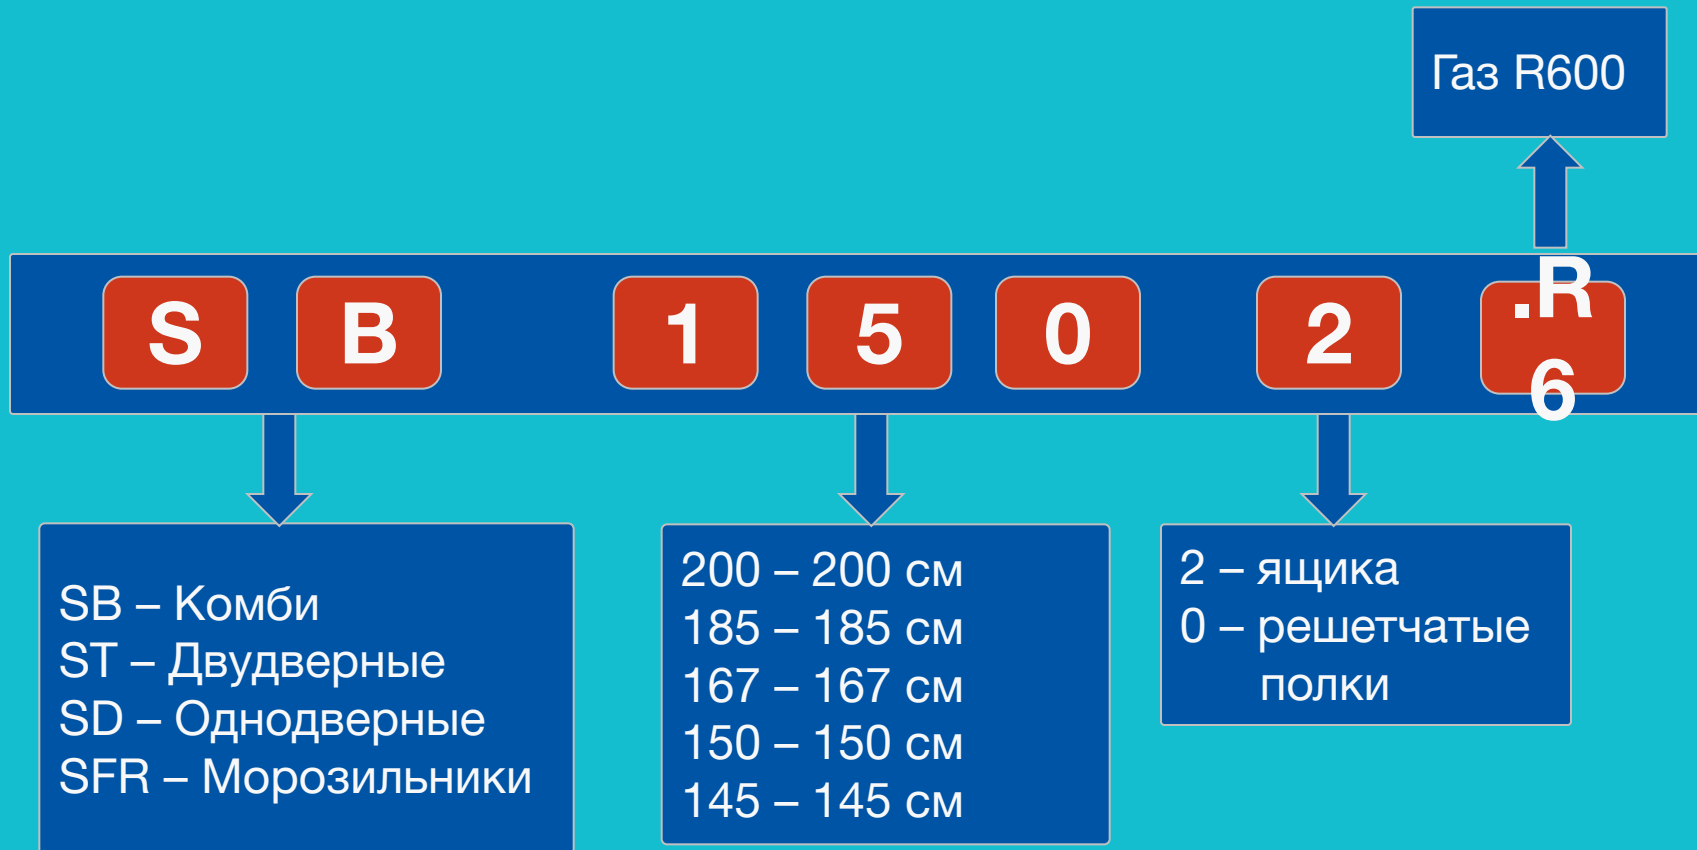 Газ R600
S B 1 5 0 2 .R
6
SB – Комби
ST – Двудверные
SD – Однодверные
SFR – Морозильники
200 – 200 см
185 – 185 см
167 – 167 см
150 – 150 см
145 – 145 см
2 – ящика
0 – решетчатые
полки